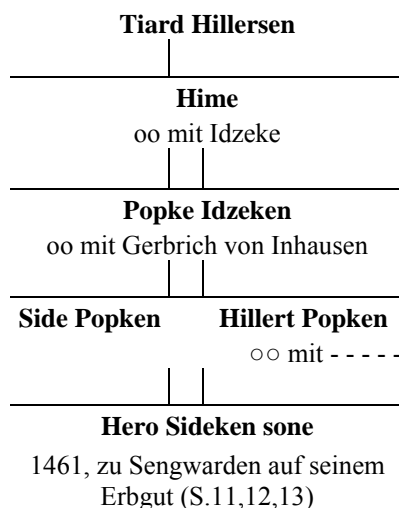 Tiard Hillersen
Hime
oo mit Idzeke
Popke Idzeken
oo mit Gerbrich von Inhausen
Side Popken Hillert Popken
○○ mit - - - - -
Hero Sideken sone
1461, zu Sengwarden auf seinem
Erbgut (S.11,12,13)